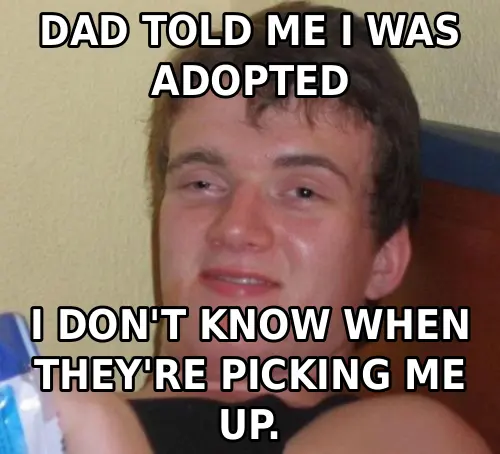 DAD TOLD ME I WAS
ADOPTED
I DON'T KNOW WHEN
THEY'RE PICKING ME
UP.